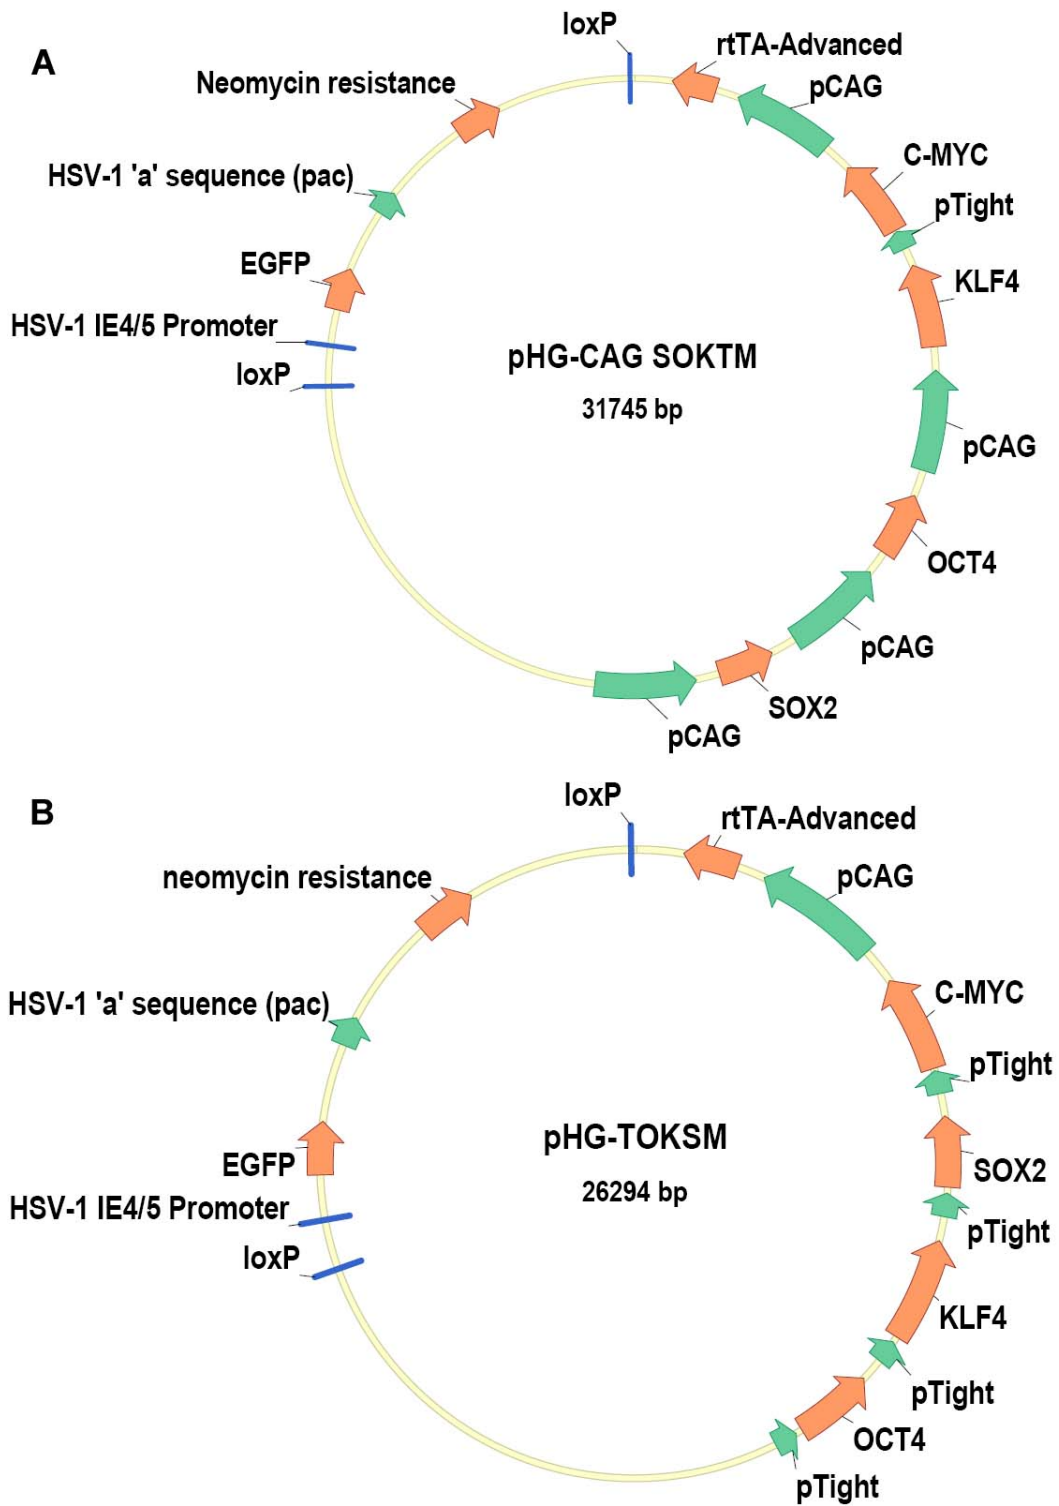 A
loxP
rtTA-Advanced
Neomycin resistance
pCAG
C-MYC
HSV-1 'a' sequence (pac)
pTight
EGFP
KLF4
HSV-1 IE4/5 Promoter
pHG-CAG SOKTM
loxP
31745 bp
pCAG
OCT4
pCAG
SOX2
pCAG
B
loxP
rtTA-Advanced
neomycin resistance
pCAG
C-MYC
HSV-1 'a' sequence (pac)
pTight
pHG-TOKSM
EGFP
SOX2
26294 bp
HSV-1 IE4/5 Promoter
pTight
loxP
KLF4
pTight
OCT4
pTight